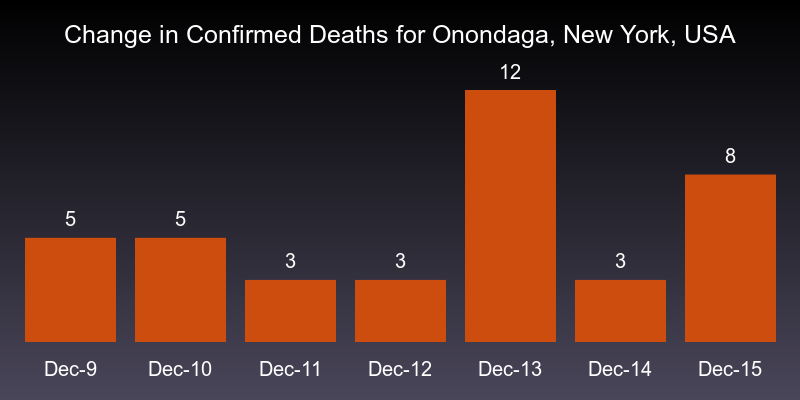 Change in Confirmed Deaths for Onondaga, New York, USA
12
8
5 5
3 3 3
Dec-9 Dec-10 Dec-11 Dec-12 Dec-13 Dec-14 Dec-15